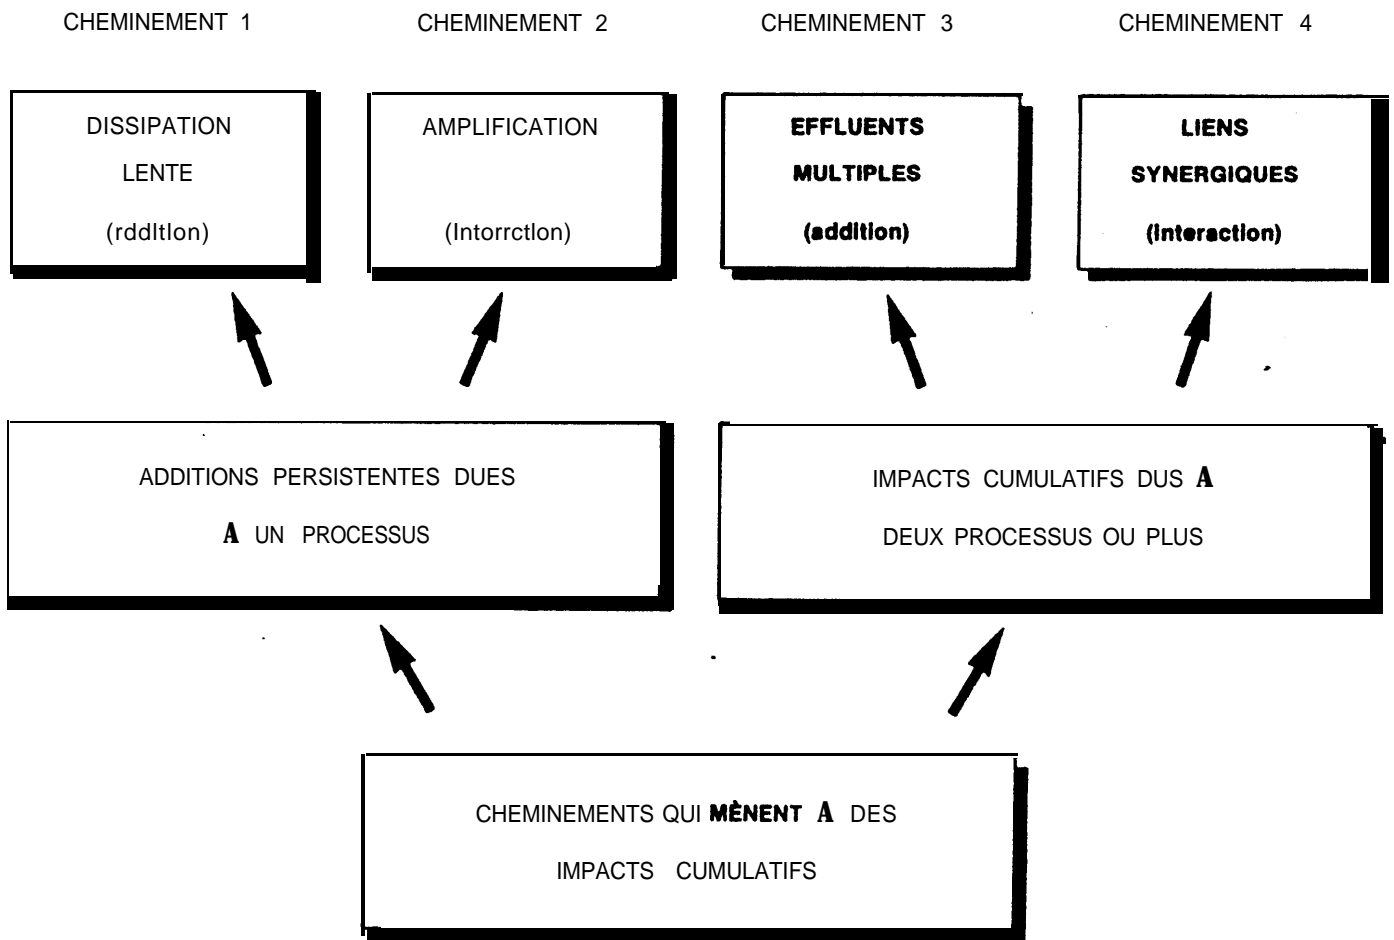 CHEMINEMENT 1
CHEMINEMENT 2
CHEMINEMENT 3
CHEMINEMENT 4
DISSIPATION
LENTE
(rddItIon)
AMPLIFICATION
(Intorrctlon)
EFFLUENTS
MULTIPLES
(addition)
LIENS
SYNERGIQUES
(interaction)
ADDITIONS PERSISTENTES DUES
A UN PROCESSUS
IMPACTS CUMULATIFS DUS A
DEUX PROCESSUS OU PLUS
CHEMINEMENTS QUI MÈNENT A DES
IMPACTS CUMULATIFS